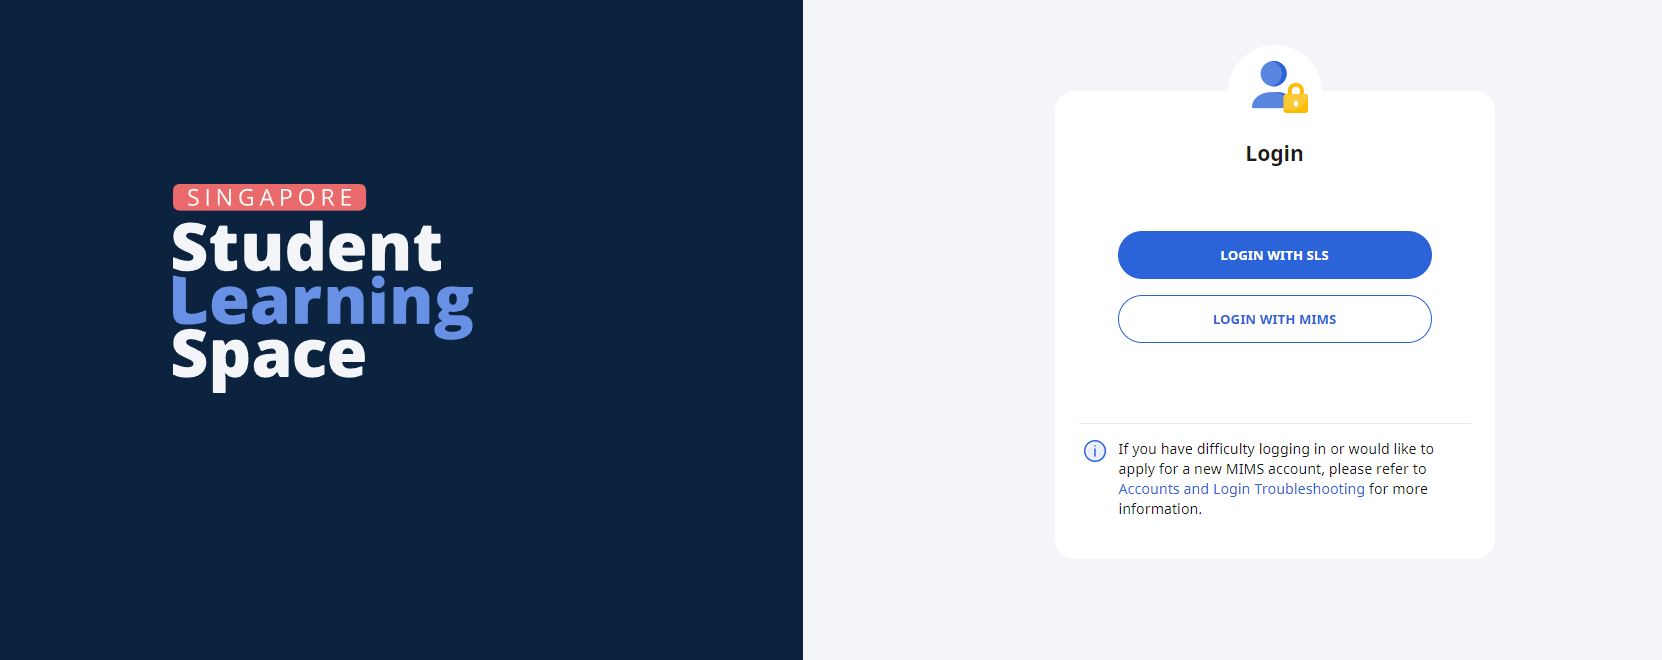 SINGAPORE
Student
Learning
Space
Login
LOGIN WITH SLS
LOGIN WITH MIMS
If you have difficulty logging in or would like to
apply for a new MIMS account, please refer to
Accounts and Login Troubleshooting for more
information.